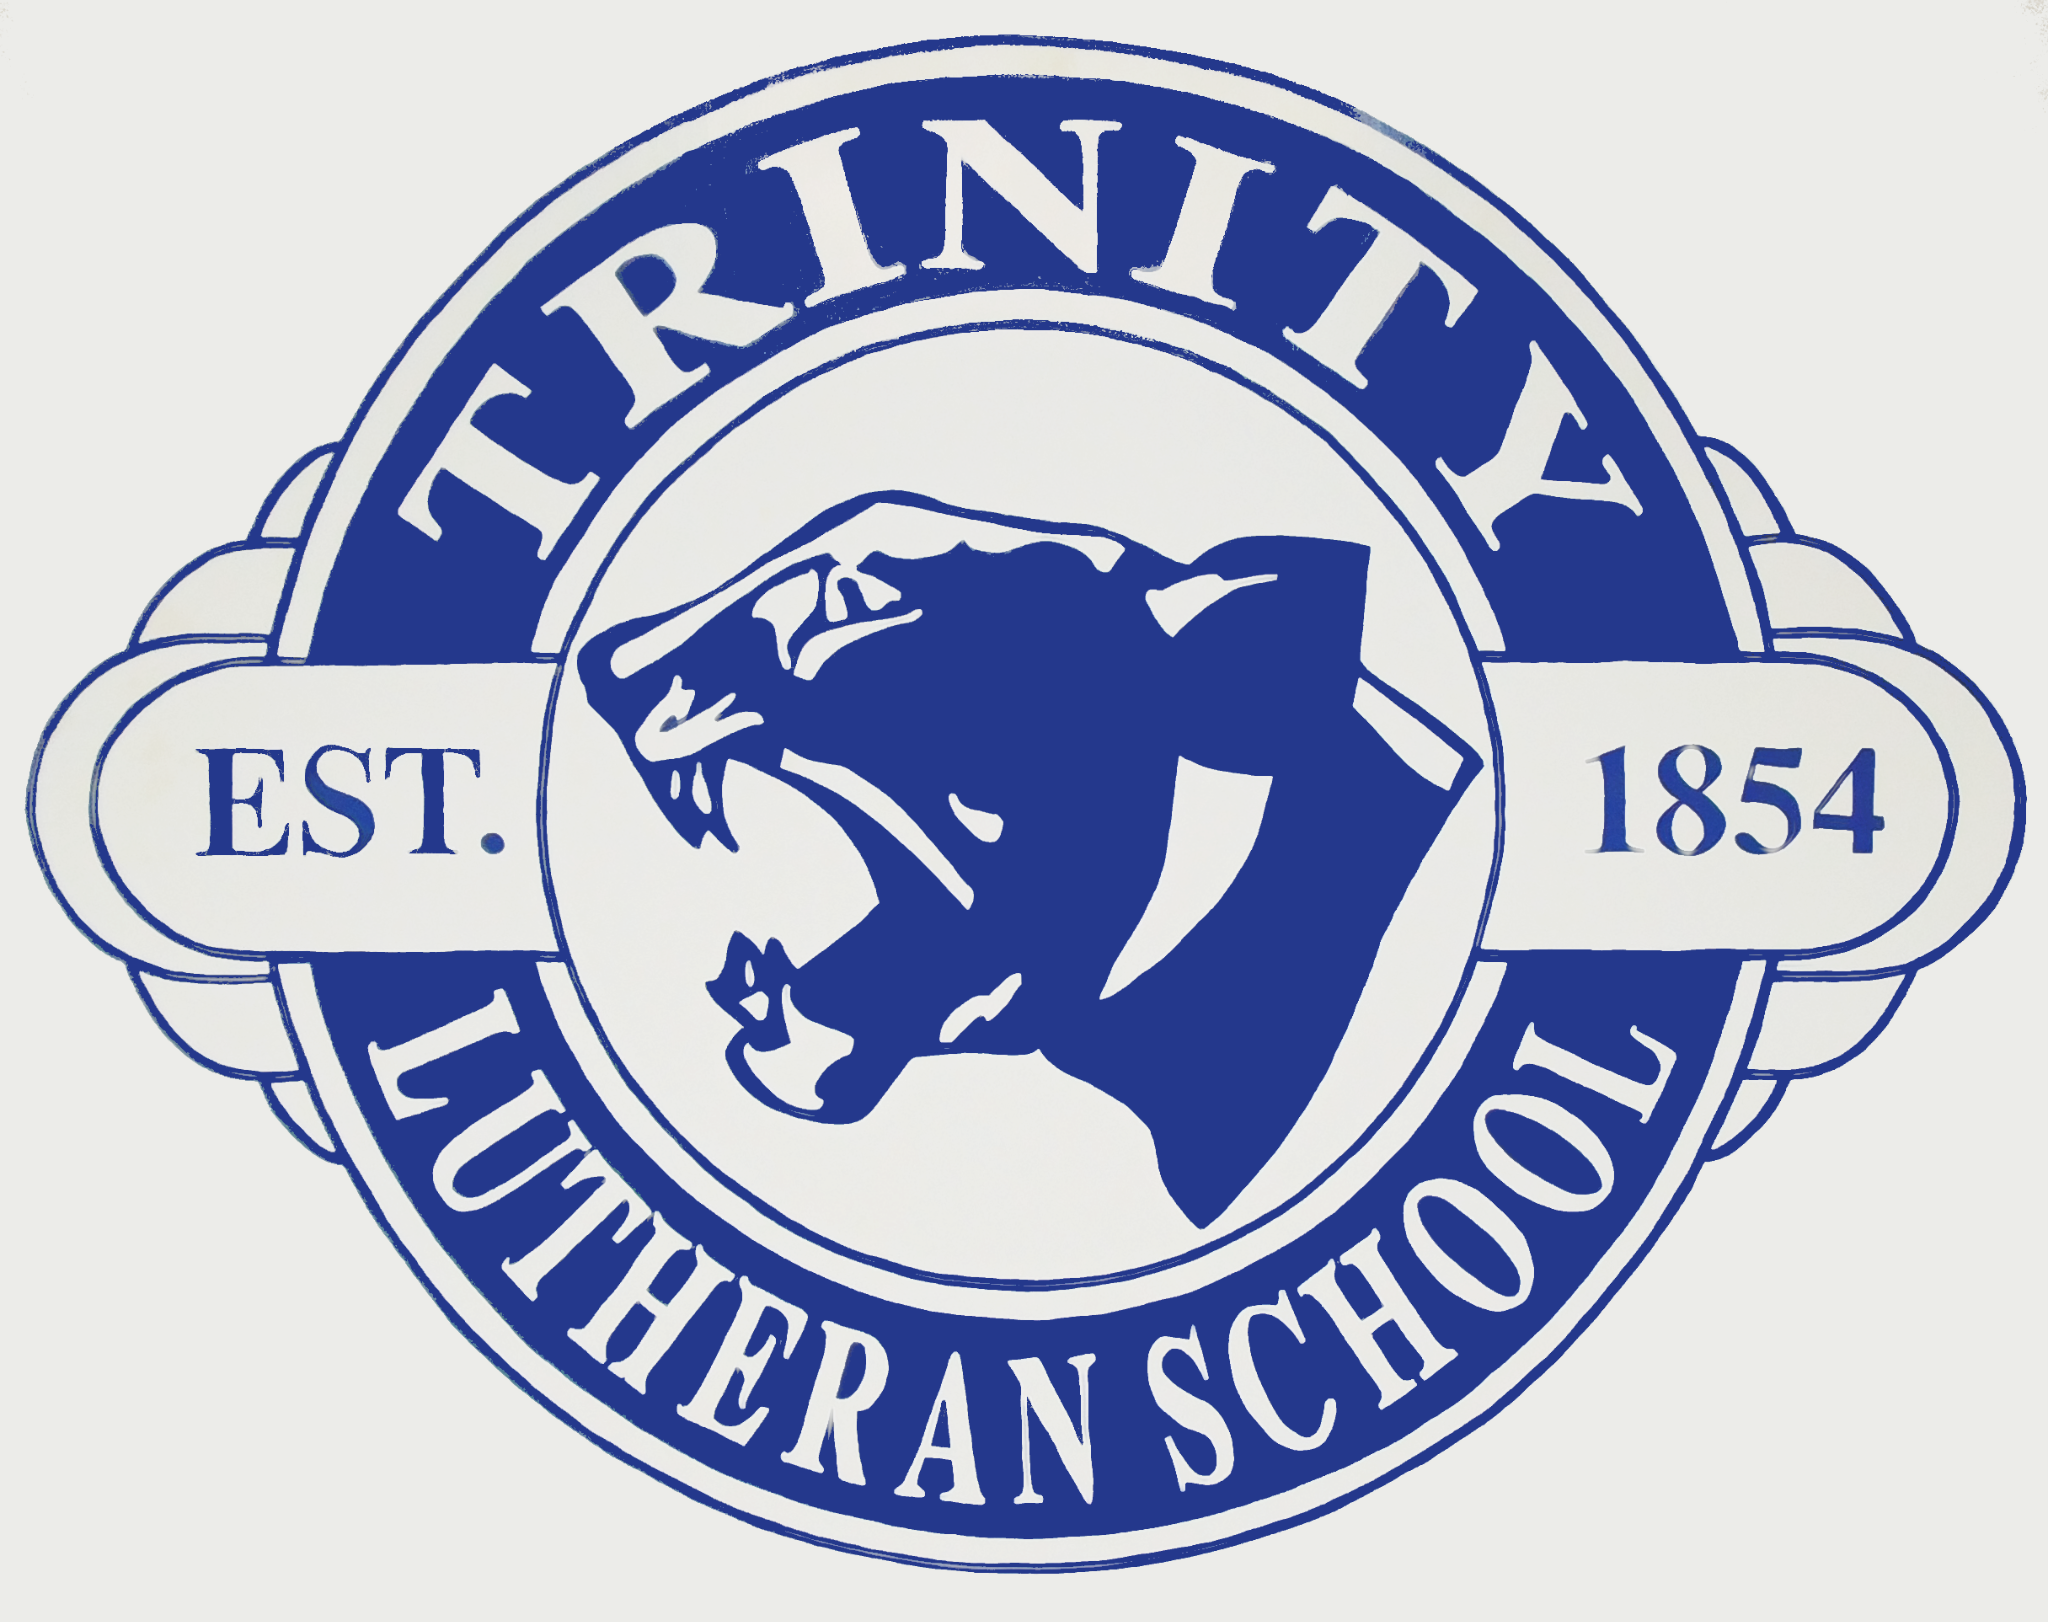 TRINITY
EST.
1854
LUTHERAN SCHOOL